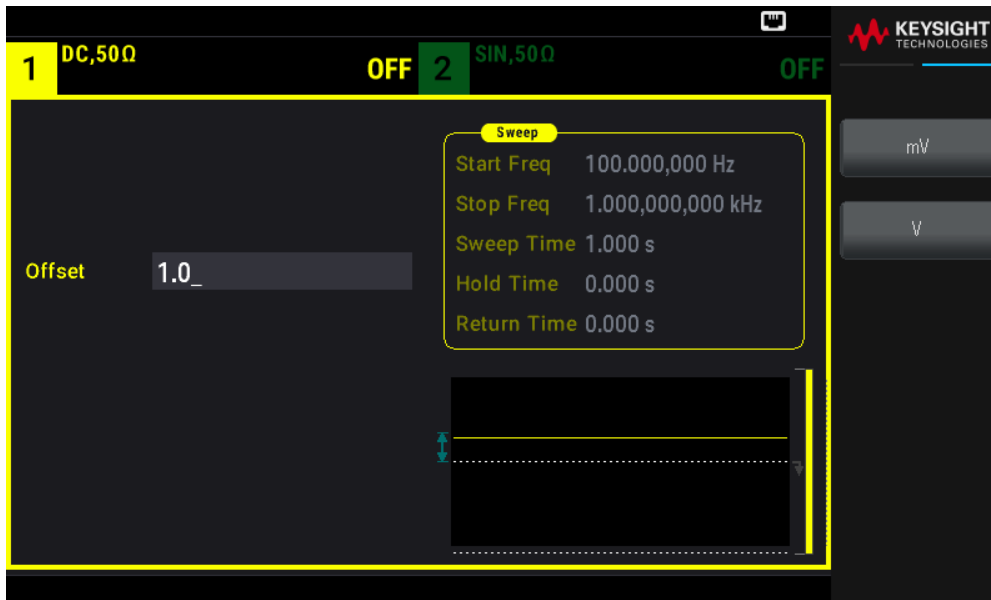 KEYSIGHT
TECHNOLOGIES
1 DC,50Ω OFF 2 SIN,50Ω OFF
Sweep
Start Freq 100.000,000 Hz
Stop Freq 1.000,000,000 kHz
Sweep Time 1.000 s
Hold Time 0.000 s
Return Time 0.000 s
Offset 1.0_
mV
V